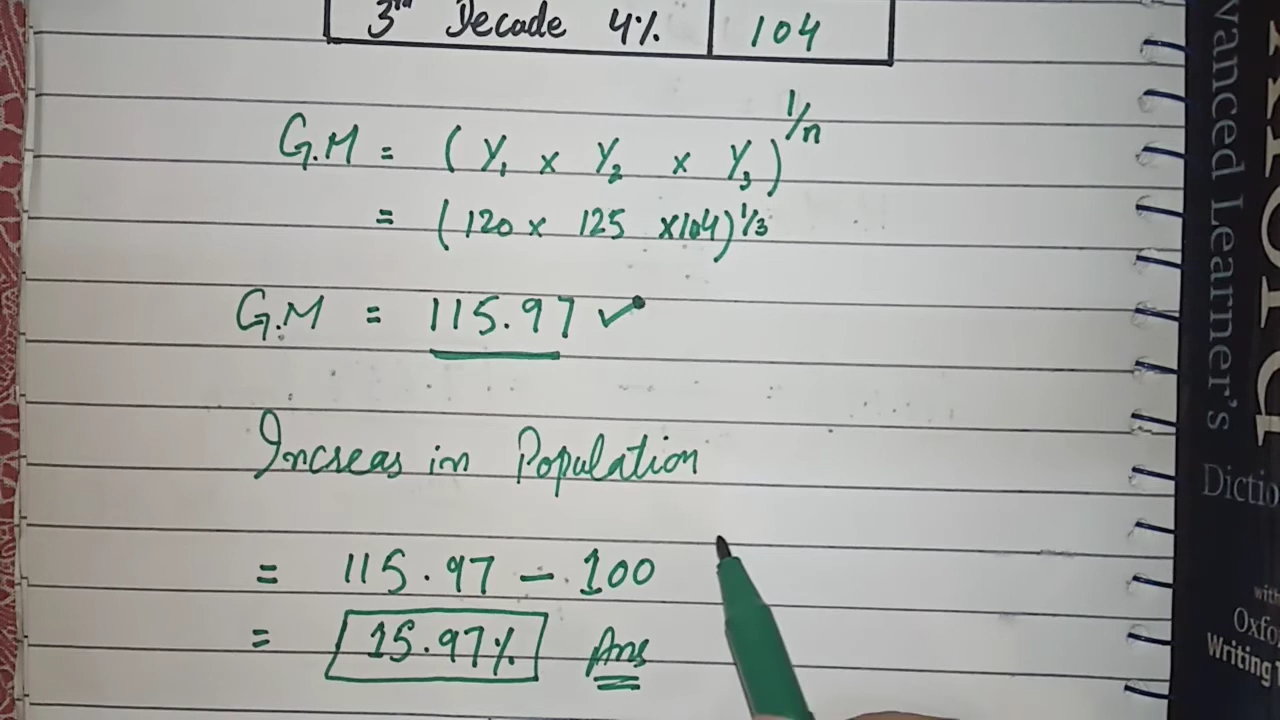 3rd Decade 4% 104
G.M = (Y1 x Y2 x Y3)^1/n
= (120 x 125 x104)^1/3
G.M = 115.97 ✓
Increas in Population
= 115.97 - 100
= 15.97% Ans
vanced Learner's
Dictio
with
Oxfo
Writing